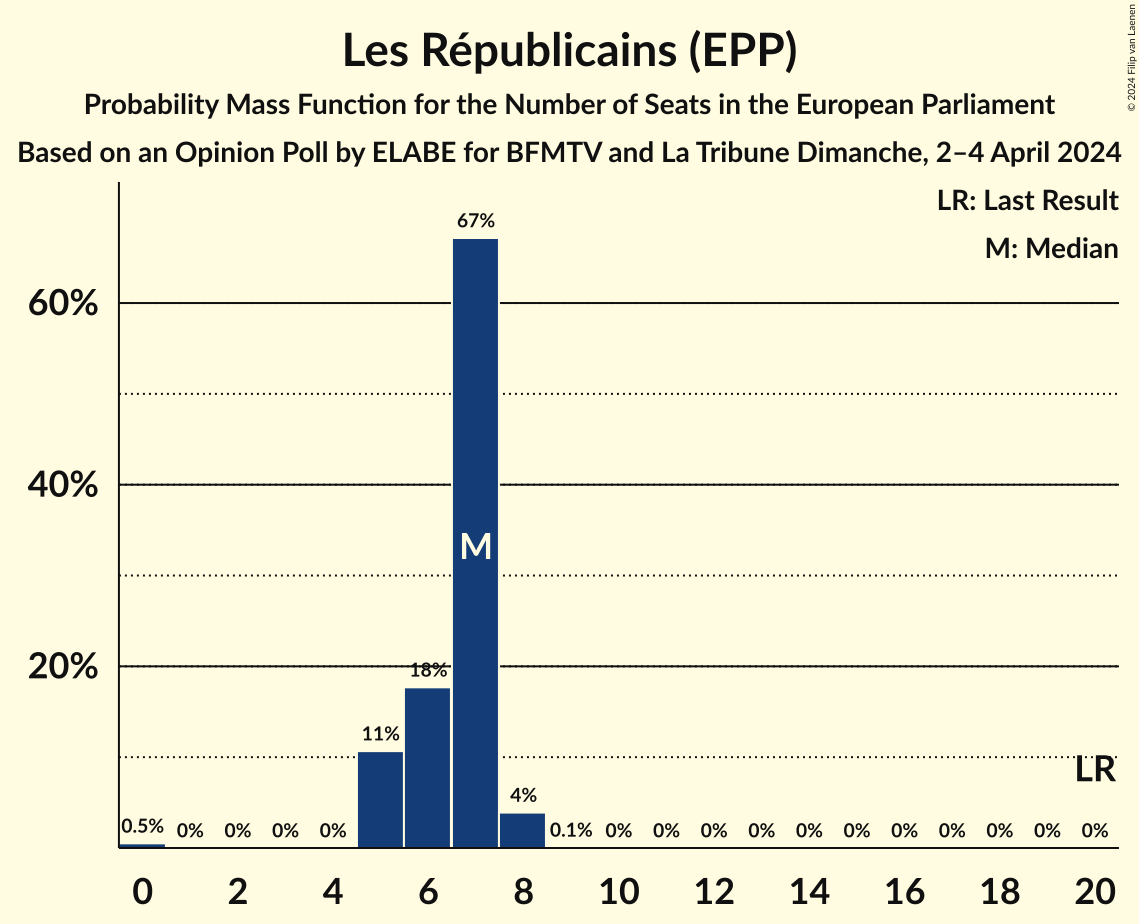 Les Républicains (EPP)
Probability Mass Function for the Number of Seats in the European Parliament
Based on an Opinion Poll by ELABE for BFMTV and La Tribune Dimanche, 2–4 April 2024
© 2024 Filip van Laenen
LR: Last Result
M: Median
67%
60%
40%
M
20%
18%
11%
LR
4%
0.5% 0% 0% 0% 0% 0.1% 0% 0% 0% 0% 0% 0% 0% 0% 0% 0% 0%
0 2 4 6 8 10 12 14 16 18 20